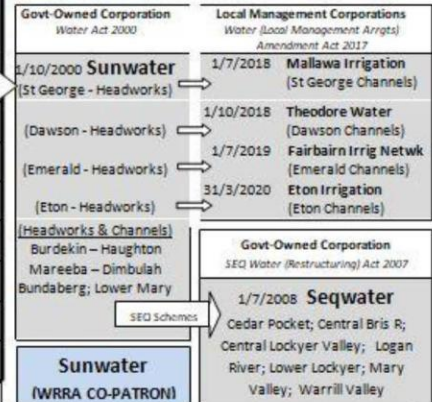 Govt-Owned Corporation
Water Act 2000
1/10/2000 Sunwater
(St George - Headworks)
(Dawson - Headworks)
(Emerald - Headworks)
(Eton - Headworks)
(Headworks & Channels)
Burdekin – Haughton
Mareeba – Dimbulah
Bundaberg; Lower Mary
SEQ Schemes
Sunwater
(WRRA CO-PATRON)
Local Management Corporations
Water (Local Management Arrgts)
Amendment Act 2017
1/7/2018 Mallawa Irrigation
(St George Channels)
1/10/2018 Theodore Water
(Dawson Channels)
1/7/2019 Fairbairn Irrig Netwk
(Emerald Channels)
31/3/2020 Eton Irrigation
(Eton Channels)
Govt-Owned Corporation
SEQ Water (Restructuring) Act 2007
1/7/2008 Seqwater
Cedar Pocket; Central Bris R;
Central Lockyer Valley; Logan
River; Lower Lockyer; Mary
Valley; Warrill Valley